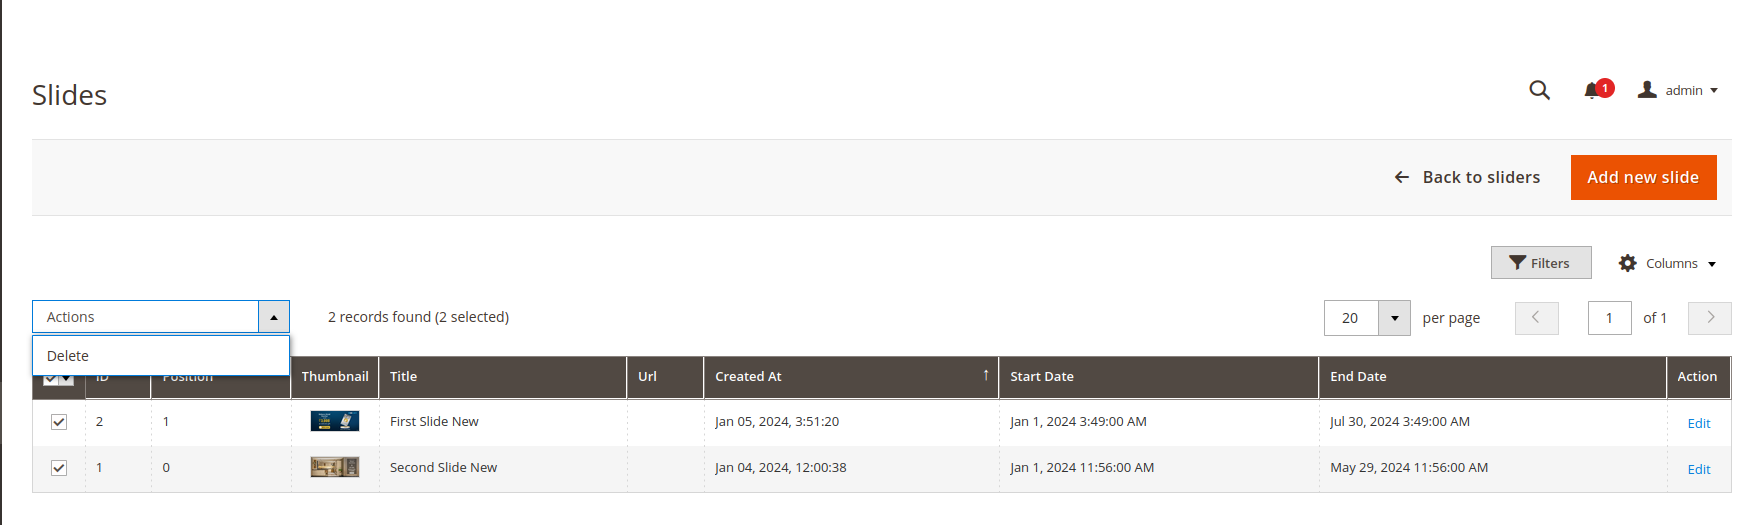 Slides
1
admin
Back to sliders
Add new slide
Filters
Columns
Actions
2 records found (2 selected)
20 per page
1 of 1
Delete
ID Position Thumbnail Title Url Created At ↑ Start Date End Date Action
2 1 First Slide New Jan 05, 2024, 3:51:20 Jan 1, 2024 3:49:00 AM Jul 30, 2024 3:49:00 AM Edit
1 0 Second Slide New Jan 04, 2024, 12:00:38 Jan 1, 2024 11:56:00 AM May 29, 2024 11:56:00 AM Edit